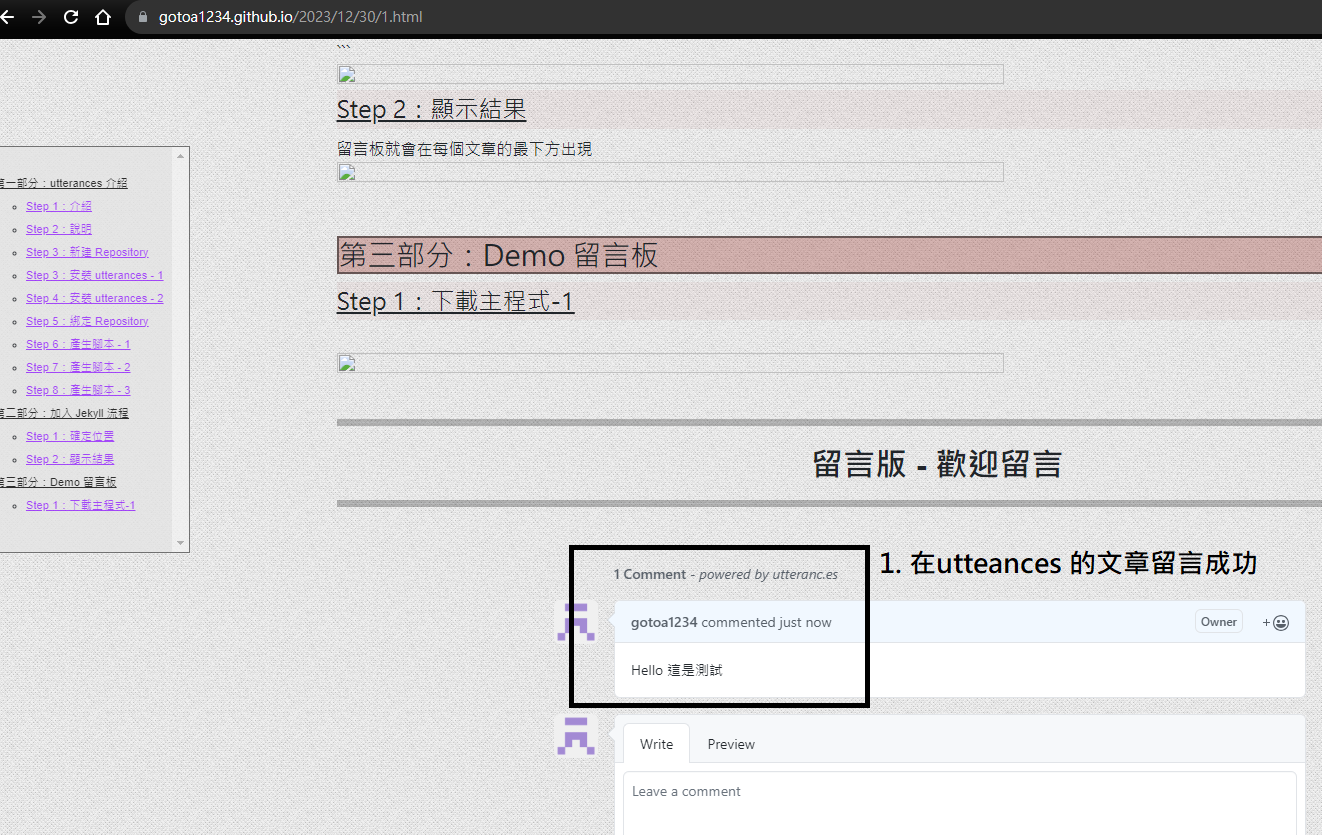 gotoa1234.github.io/2023/12/30/1.html
```
Step 2：顯示結果
留言板就會在每個文章的最下方出現
第三部分：Demo 留言板
Step 1：下載主程式-1
第一部分：utterances 介紹
Step 1：介紹
Step 2：說明
Step 3：新建 Repository
Step 3：安裝 utterances - 1
Step 4：安裝 utterances - 2
Step 5：綁定 Repository
Step 6：產生腳本 - 1
Step 7：產生腳本 - 2
Step 8：產生腳本 - 3
第二部分：加入 Jekyll 流程
Step 1：確定位置
Step 2：顯示結果
第三部分：Demo 留言板
Step 1：下載主程式-1
留言版 - 歡迎留言
1. 在utteances 的文章留言成功
1 Comment - powered by utteranc.es
gotoa1234 commented just now
Owner
+
Hello 這是測試
Write
Preview
Leave a comment